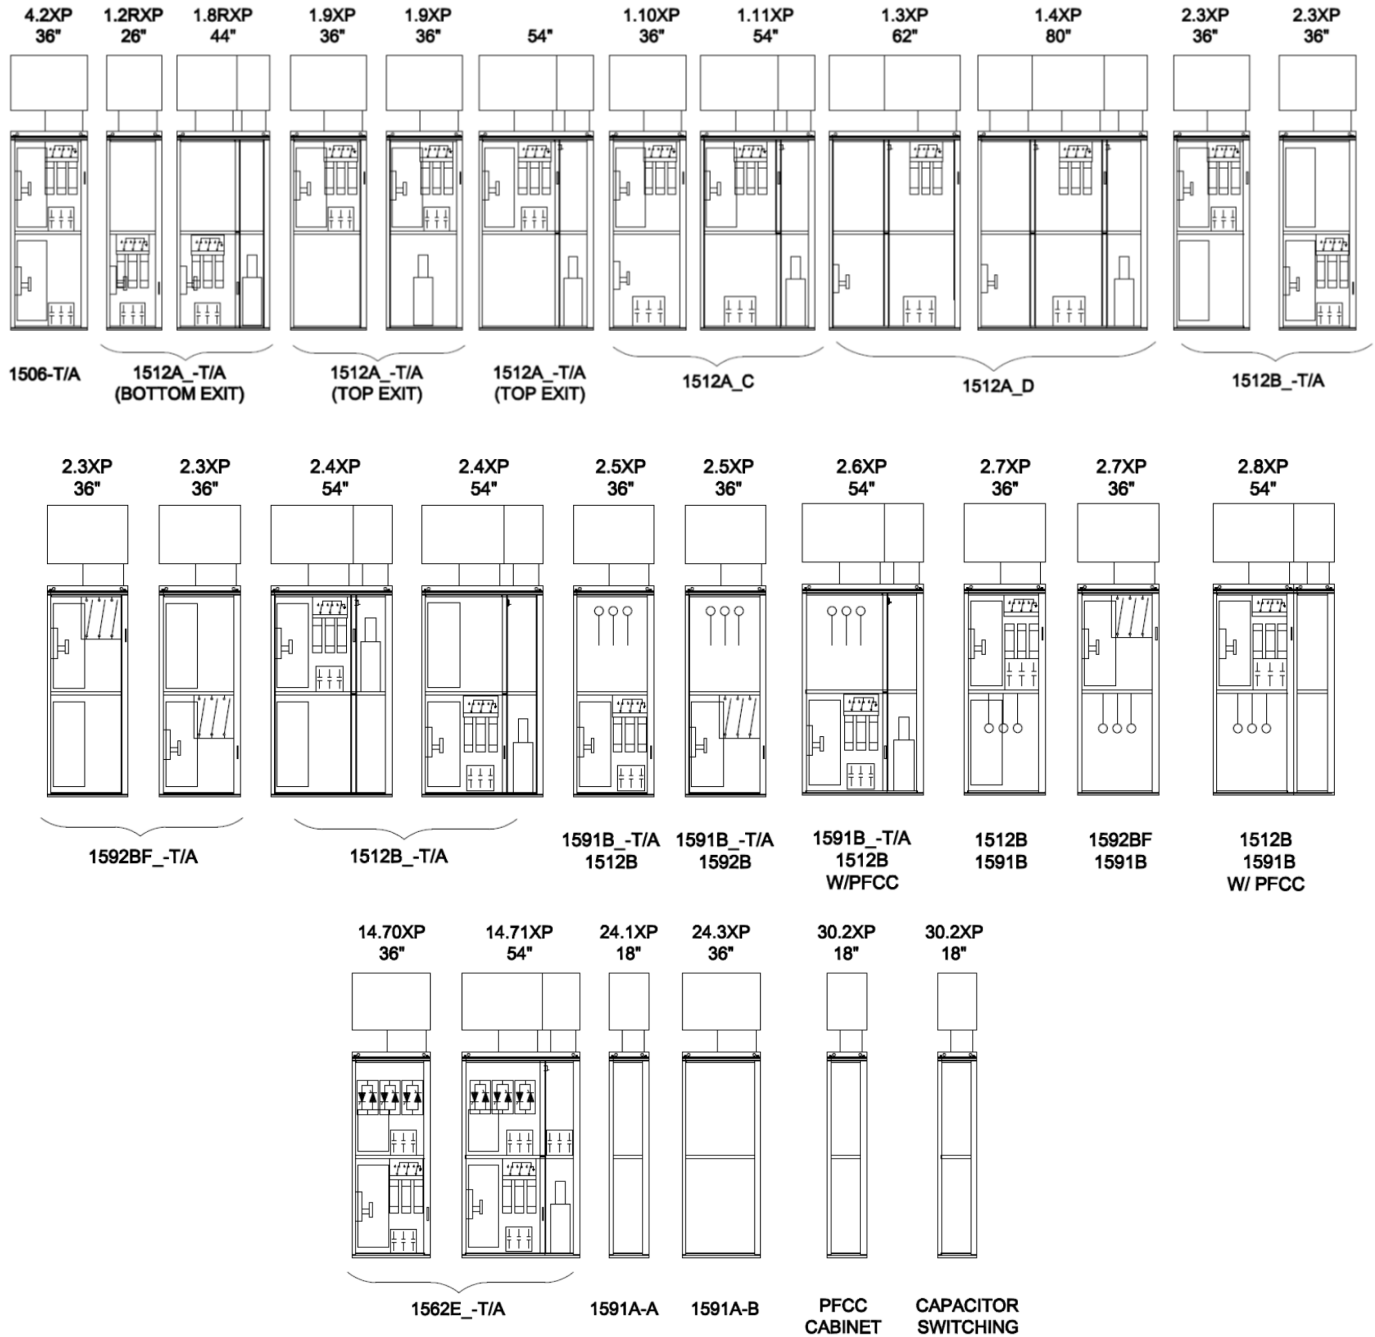 4.2XP 1.2RXP 1.8RXP 1.9XP 1.9XP 1.10XP 1.11XP 1.3XP 1.4XP 2.3XP 2.3XP
36" 26" 44" 36" 36" 54" 36" 54" 62" 80" 36" 36"
1506-T/A 1512A_-T/A 1512A_-T/A 1512A_-T/A 1512A_C 1512A_D 1512B_-T/A
(BOTTOM EXIT) (TOP EXIT) (TOP EXIT)
2.3XP 2.3XP 2.4XP 2.4XP 2.5XP 2.5XP 2.6XP 2.7XP 2.7XP 2.8XP
36" 36" 54" 54" 36" 36" 54" 36" 36" 54"
1592BF_-T/A 1512B_-T/A 1591B_-T/A 1591B_-T/A 1591B_-T/A 1512B 1592BF 1512B
1512B 1592B 1512B 1591B 1591B 1591B
W/PFCC W/ PFCC
14.70XP 14.71XP 24.1XP 24.3XP 30.2XP 30.2XP
36" 54" 18" 36" 18" 18"
1562E_-T/A 1591A-A 1591A-B PFCC CAPACITOR
CABINET SWITCHING